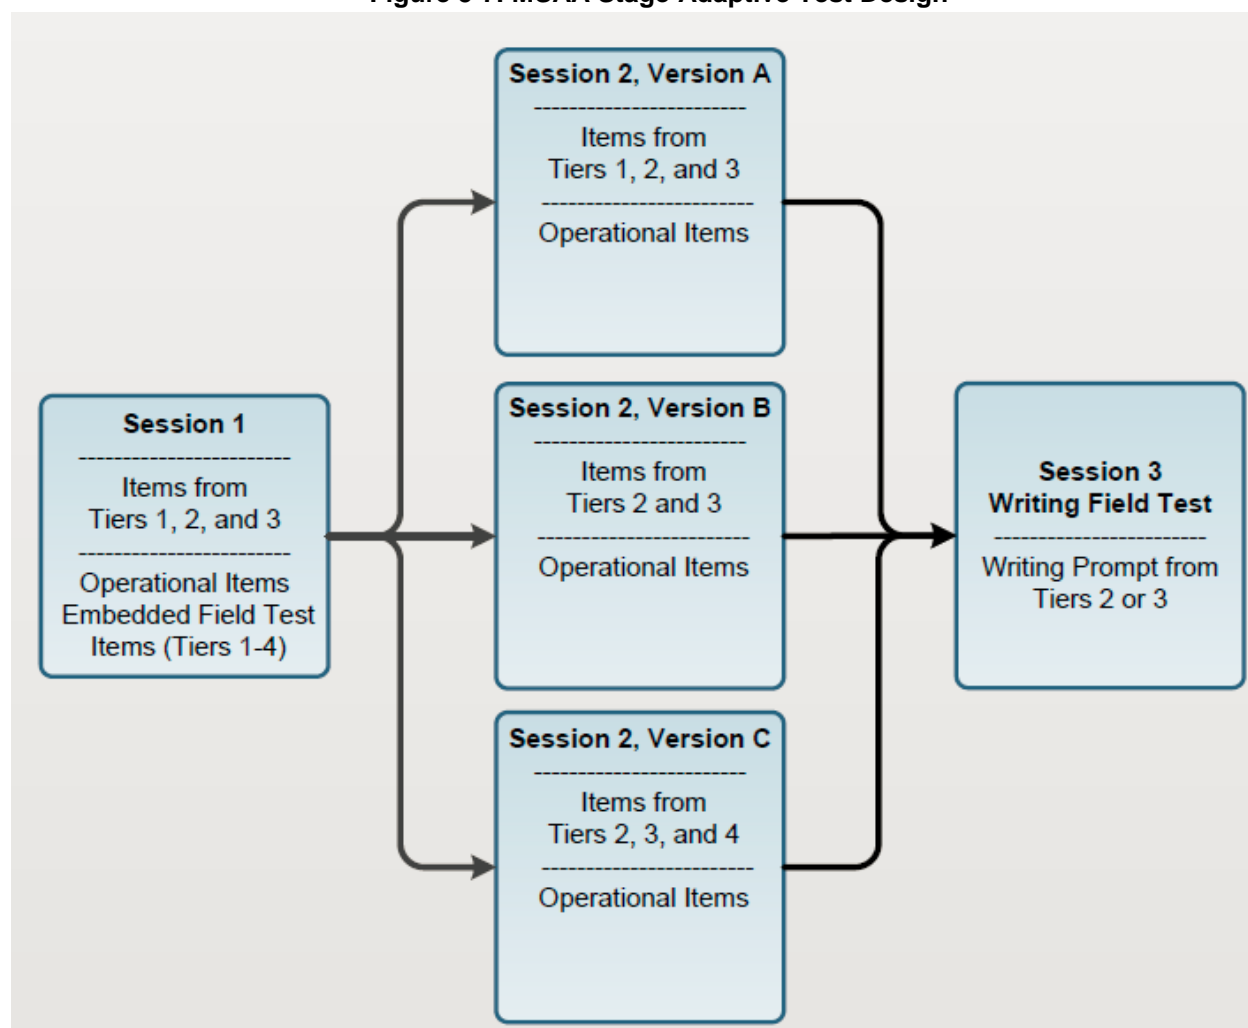 Session 2, Version A
------------------------
Items from
Tiers 1, 2, and 3
------------------------
Operational Items
Session 1
------------------------
Items from
Tiers 1, 2, and 3
------------------------
Operational Items
Embedded Field Test
Items (Tiers 1-4)
Session 2, Version B
------------------------
Items from
Tiers 2 and 3
------------------------
Operational Items
Session 3
Writing Field Test
------------------------
Writing Prompt from
Tiers 2 or 3
Session 2, Version C
------------------------
Items from
Tiers 2, 3, and 4
------------------------
Operational Items